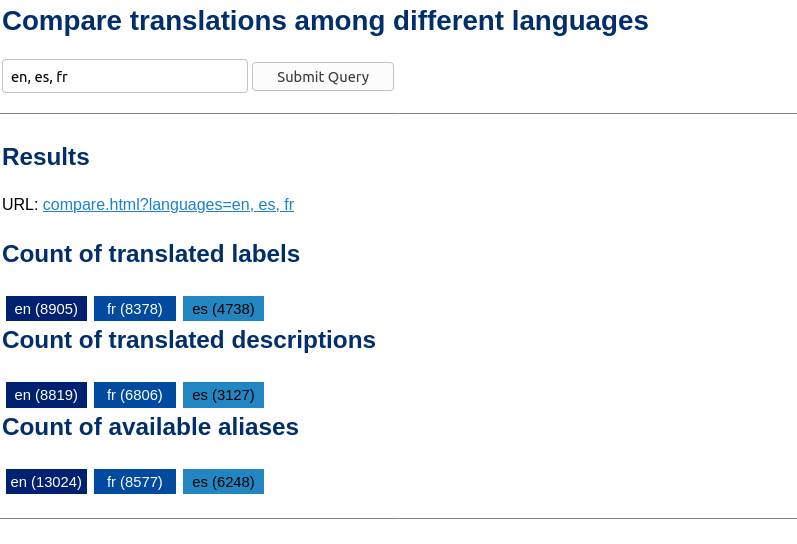 Compare translations among different languages
en, es, fr Submit Query
Results
URL: compare.html?languages=en, es, fr
Count of translated labels
en (8905) fr (8378) es (4738)
Count of translated descriptions
en (8819) fr (6806) es (3127)
Count of available aliases
en (13024) fr (8577) es (6248)